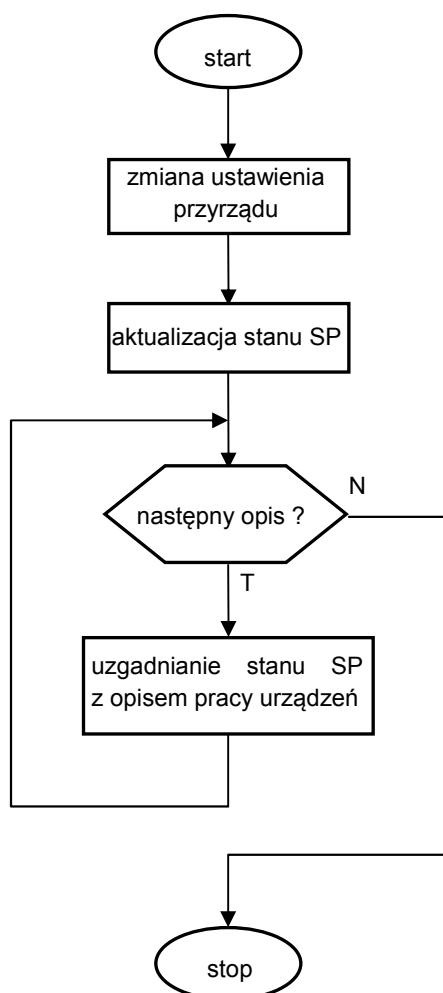 start
zmiana ustawienia
przyrządu
aktualizacja stanu SP
N
następny opis ?
T
uzgadnianie stanu SP
z opisem pracy urządzeń
stop